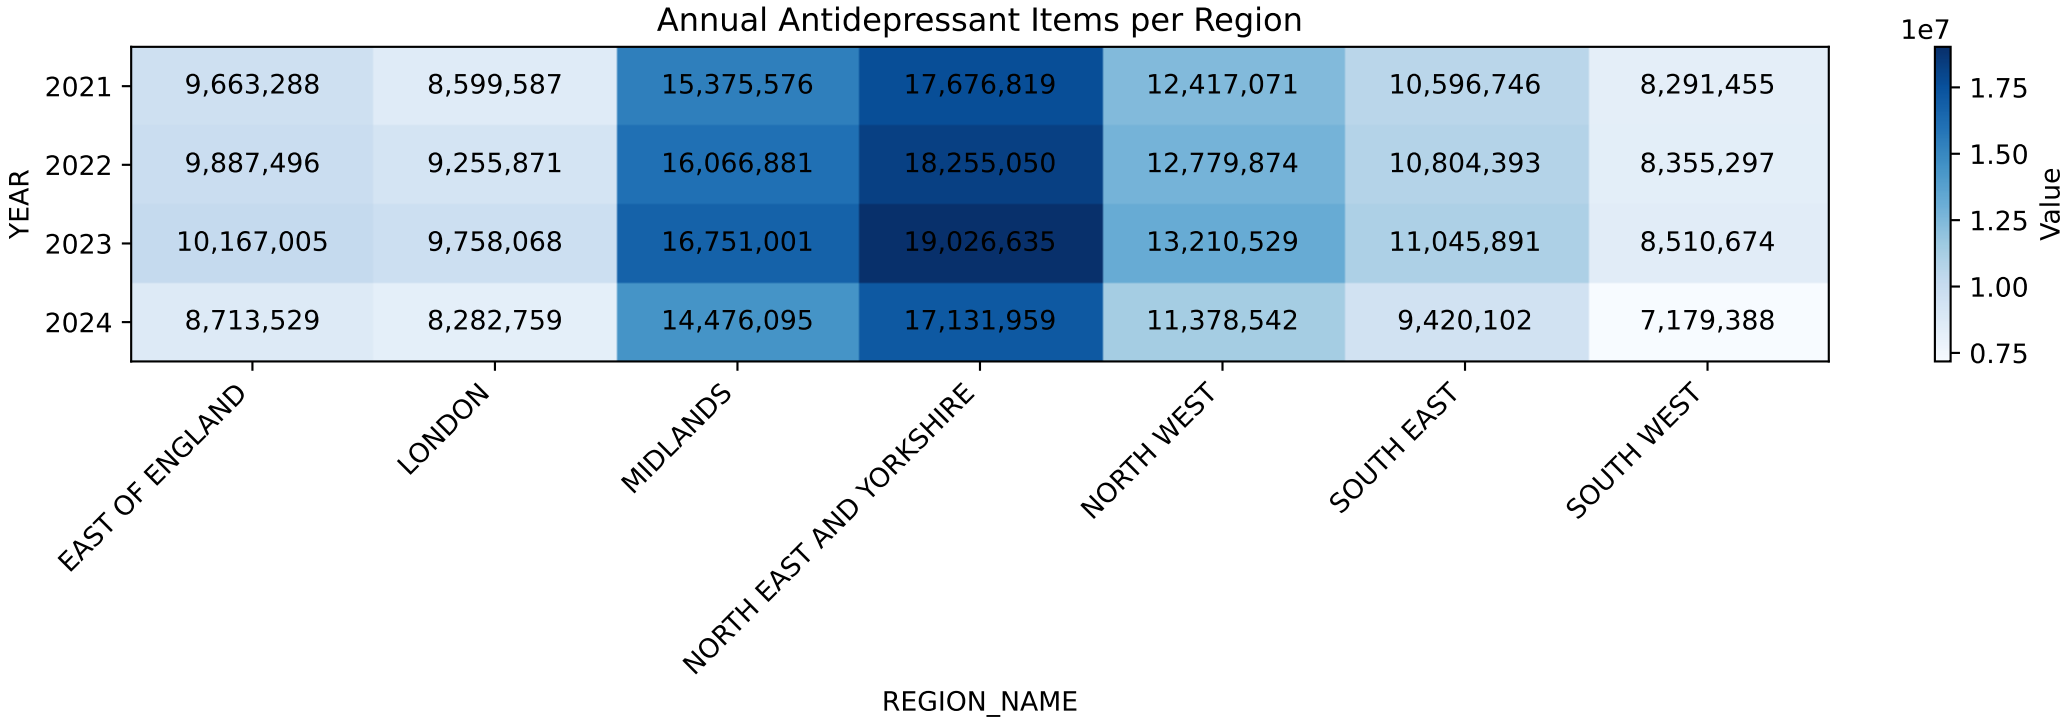 Annual Antidepressant Items per Region
1e7
2021 9,663,288 8,599,587 15,375,576 17,676,819 12,417,071 10,596,746 8,291,455
2022 9,887,496 9,255,871 16,066,881 18,255,050 12,779,874 10,804,393 8,355,297
2023 10,167,005 9,758,068 16,751,001 19,026,635 13,210,529 11,045,891 8,510,674
2024 8,713,529 8,282,759 14,476,095 17,131,959 11,378,542 9,420,102 7,179,388
YEAR
EAST OF ENGLAND
LONDON
MIDLANDS
NORTH EAST AND YORKSHIRE
NORTH WEST
SOUTH EAST
SOUTH WEST
REGION_NAME
1.75
1.50
1.25
1.00
0.75
Value